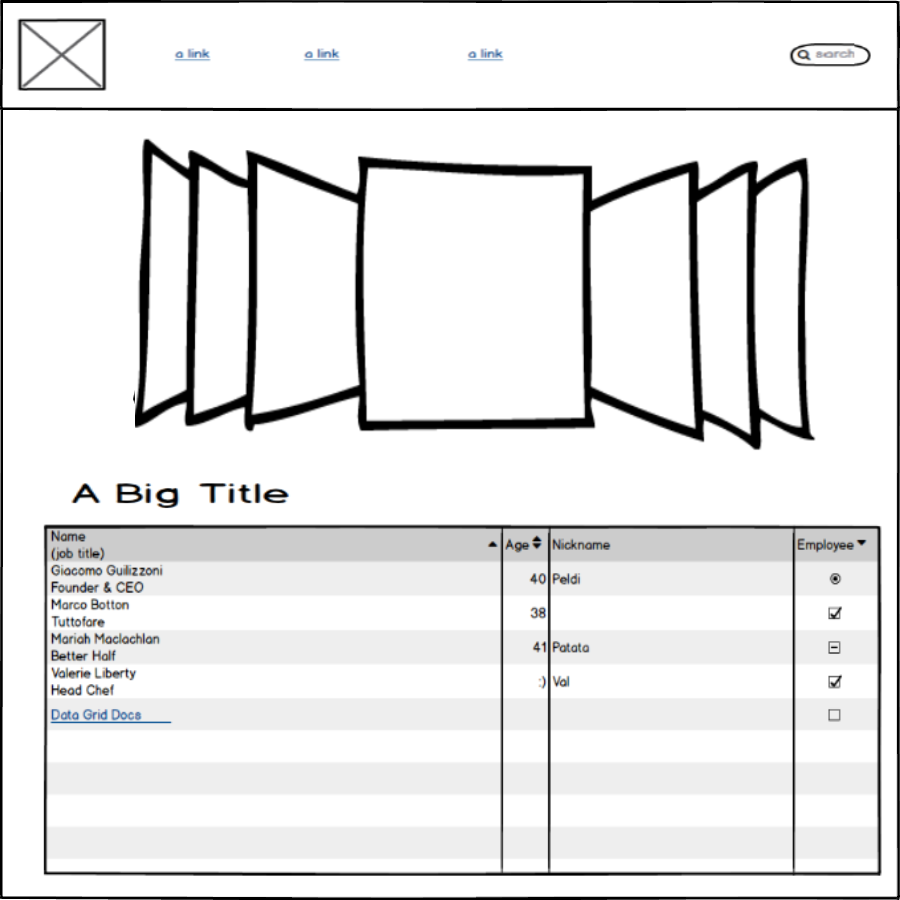 a link a link a link search
A Big Title
Name
(job title)
Age Nickname Employee
Giacomo Guilizzoni
Founder & CEO
40 Peldi
Marco Botton
Tuttofare
38
Mariah Maclachlan
Better Half
41 Patata
Valerie Liberty
Head Chef
:) Val
Data Grid Docs